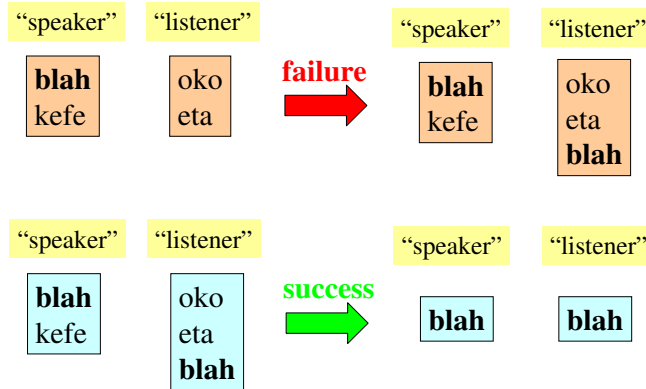 “speaker” “listener” “speaker” “listener”
blah oko failure blah oko
kefe eta kefe eta
blah
“speaker” “listener” “speaker” “listener”
blah oko success blah blah
kefe eta
blah